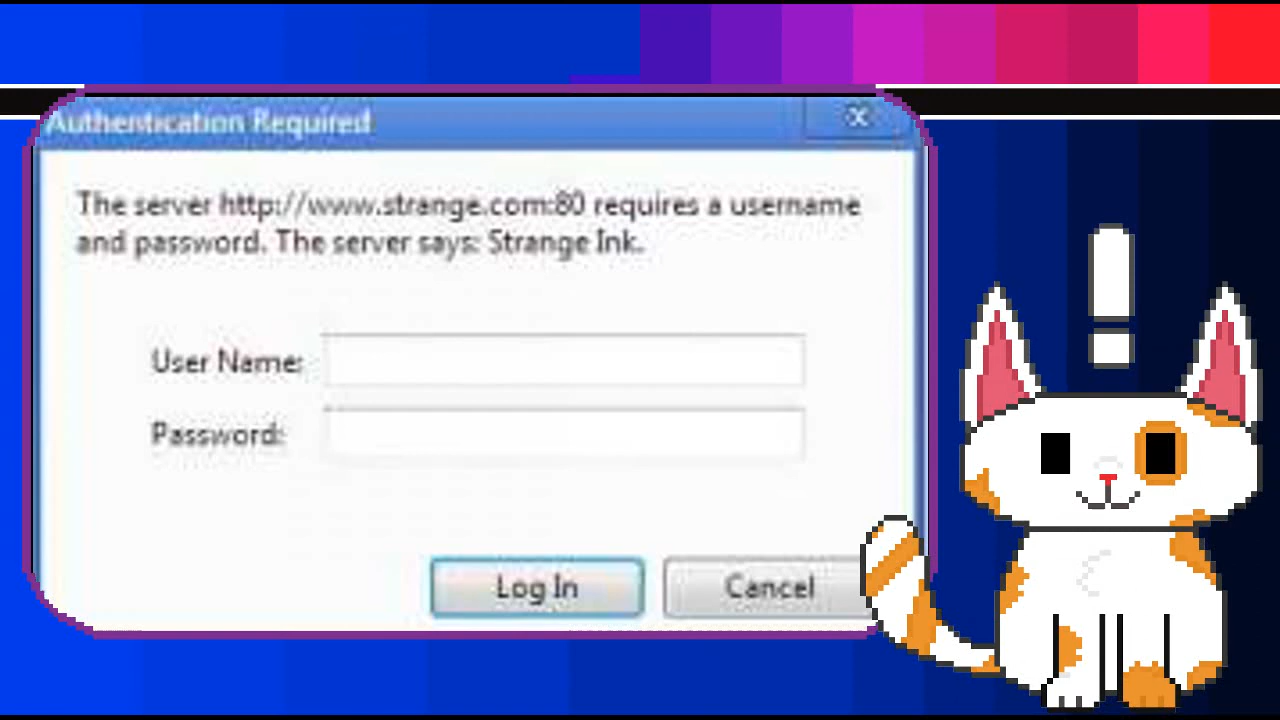 Authentication Required
x
The server http://www.strange.com:80 requires a username
and password. The server says: Strange Ink.
User Name:
Password:
Log In
Cancel
!